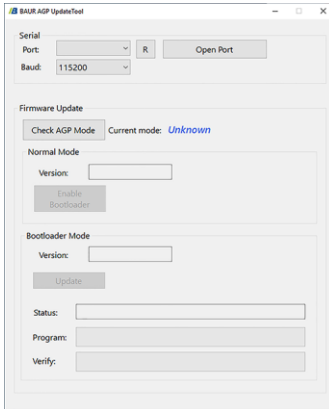 BAUR AGP UpdateTool
Serial
Port:
R
Open Port
Baud:
115200
Firmware Update
Check AGP Mode
Current mode: Unknown
Normal Mode
Version:
Enable
Bootloader
Bootloader Mode
Version:
Update
Status:
Program:
Verify: